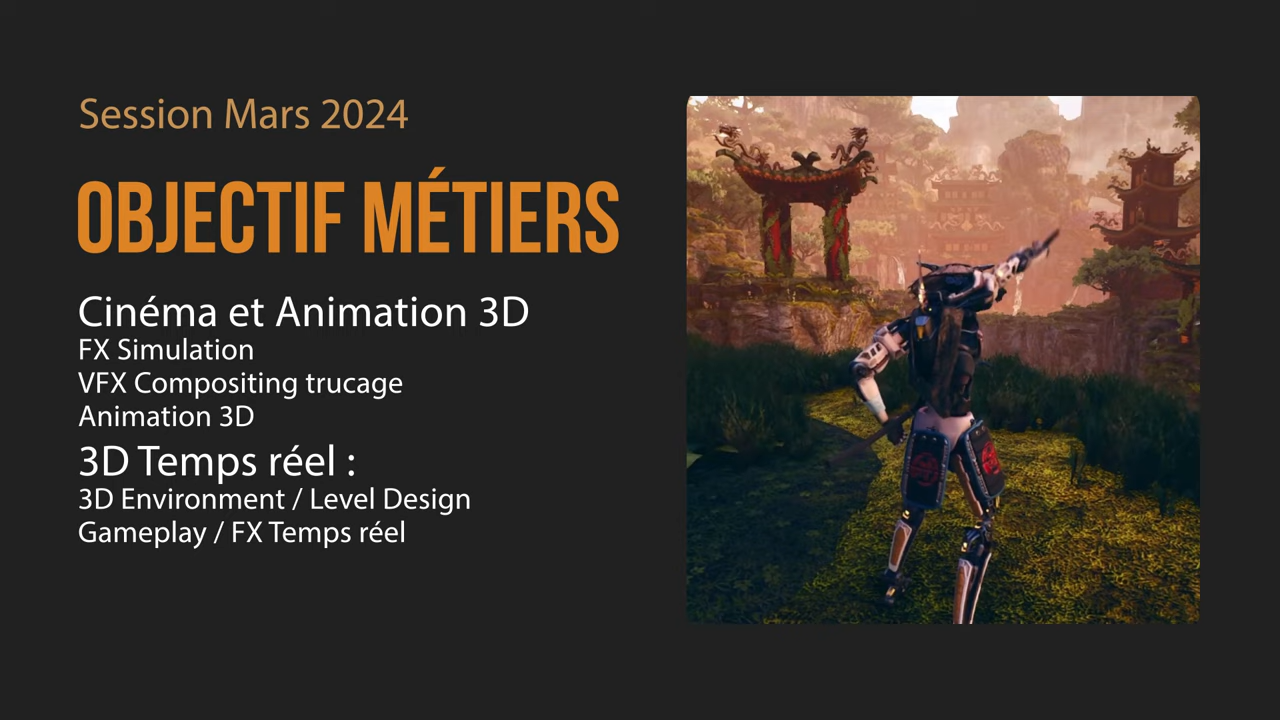 Session Mars 2024
OBJECTIF MÉTIERS
Cinéma et Animation 3D
FX Simulation
VFX Compositing trucage
Animation 3D
3D Temps réel :
3D Environment / Level Design
Gameplay / FX Temps réel